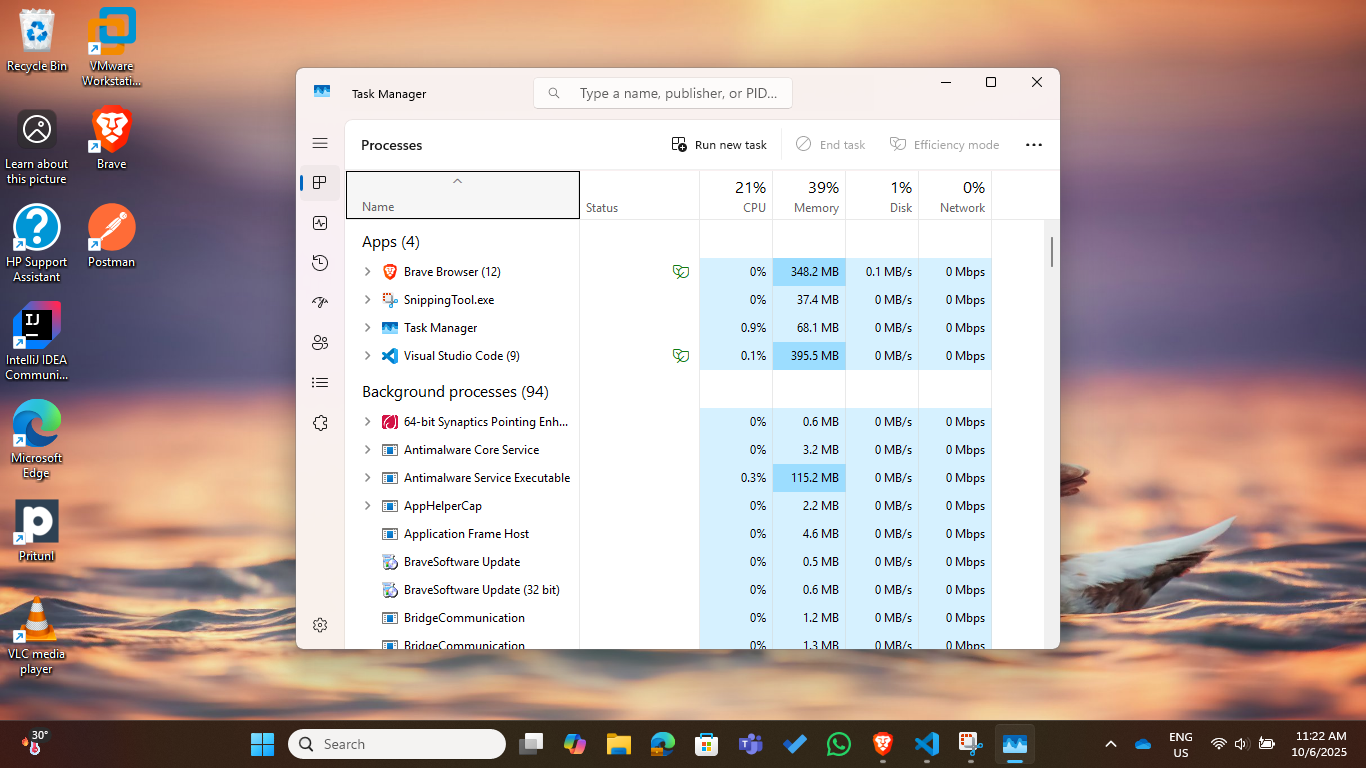 Recycle Bin
VMware
Workstati...
Learn about
this picture
Brave
HP Support
Assistant
Postman
IJ
IntelliJ IDEA
Communi...
Microsoft
Edge
Pritunl
VLC media
player
Task Manager
Type a name, publisher, or PID...
Processes
Run new task
End task
Efficiency mode
Name
Status
21% CPU
39% Memory
1% Disk
0% Network
Apps (4)
Brave Browser (12) 0% 348.2 MB 0.1 MB/s 0 Mbps
SnippingTool.exe 0% 37.4 MB 0 MB/s 0 Mbps
Task Manager 0.9% 68.1 MB 0 MB/s 0 Mbps
Visual Studio Code (9) 0.1% 395.5 MB 0 MB/s 0 Mbps
Background processes (94)
64-bit Synaptics Pointing Enh... 0% 0.6 MB 0 MB/s 0 Mbps
Antimalware Core Service 0% 3.2 MB 0 MB/s 0 Mbps
Antimalware Service Executable 0.3% 115.2 MB 0 MB/s 0 Mbps
AppHelperCap 0% 2.2 MB 0 MB/s 0 Mbps
Application Frame Host 0% 4.6 MB 0 MB/s 0 Mbps
BraveSoftware Update 0% 0.5 MB 0 MB/s 0 Mbps
BraveSoftware Update (32 bit) 0% 0.6 MB 0 MB/s 0 Mbps
BridgeCommunication 0% 1.2 MB 0 MB/s 0 Mbps
BridgeCommunication 0% 1.3 MB 0 MB/s 0 Mbps
30°
Search
ENG
US
11:22 AM
10/6/2025